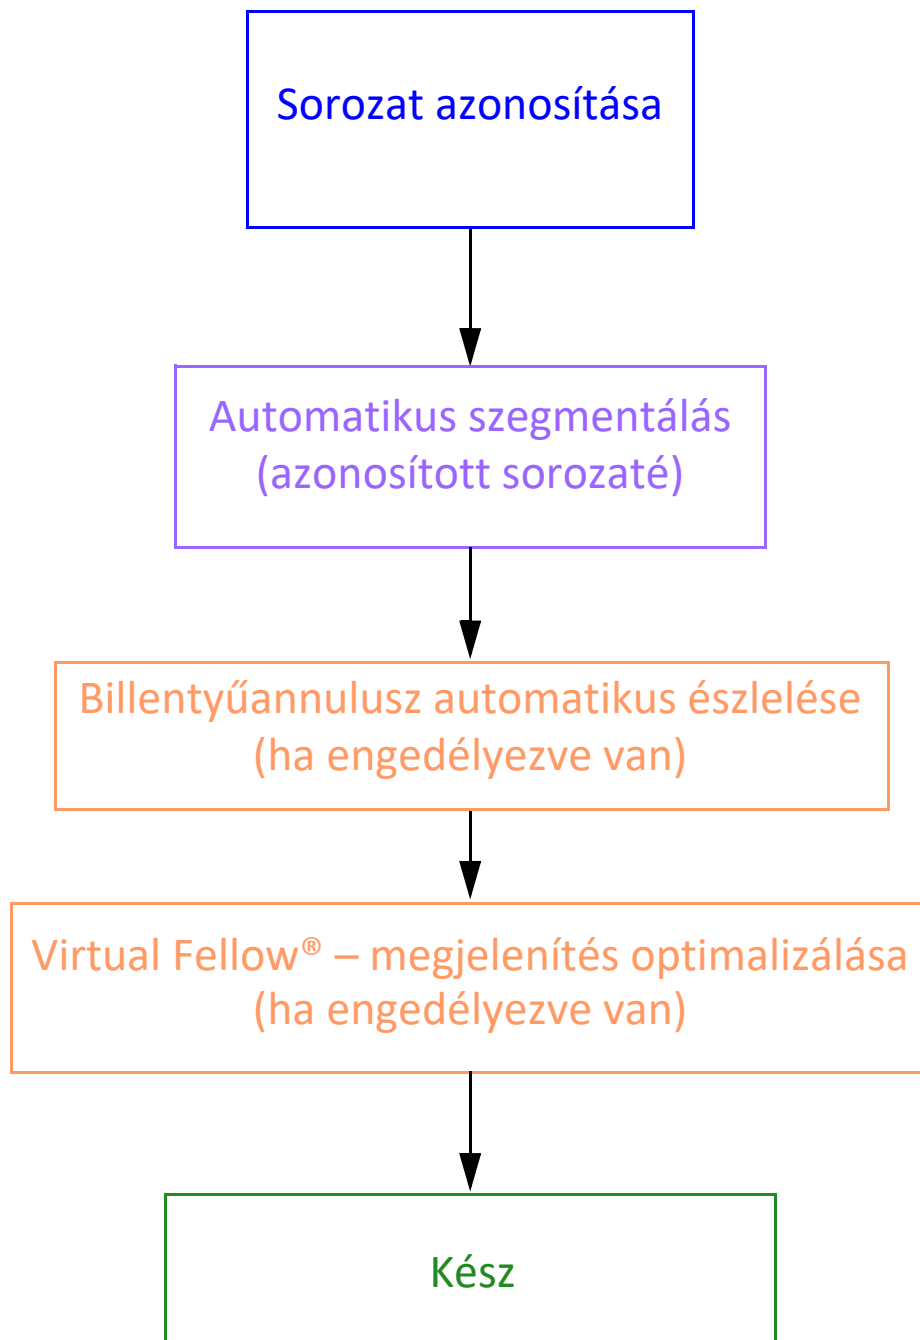 Sorozat azonosítása
Automatikus szegmentálás
(azonosított sorozaté)
Billentyűannulusz automatikus észlelése
(ha engedélyezve van)
Virtual Fellow® – megjelenítés optimalizálása
(ha engedélyezve van)
Kész